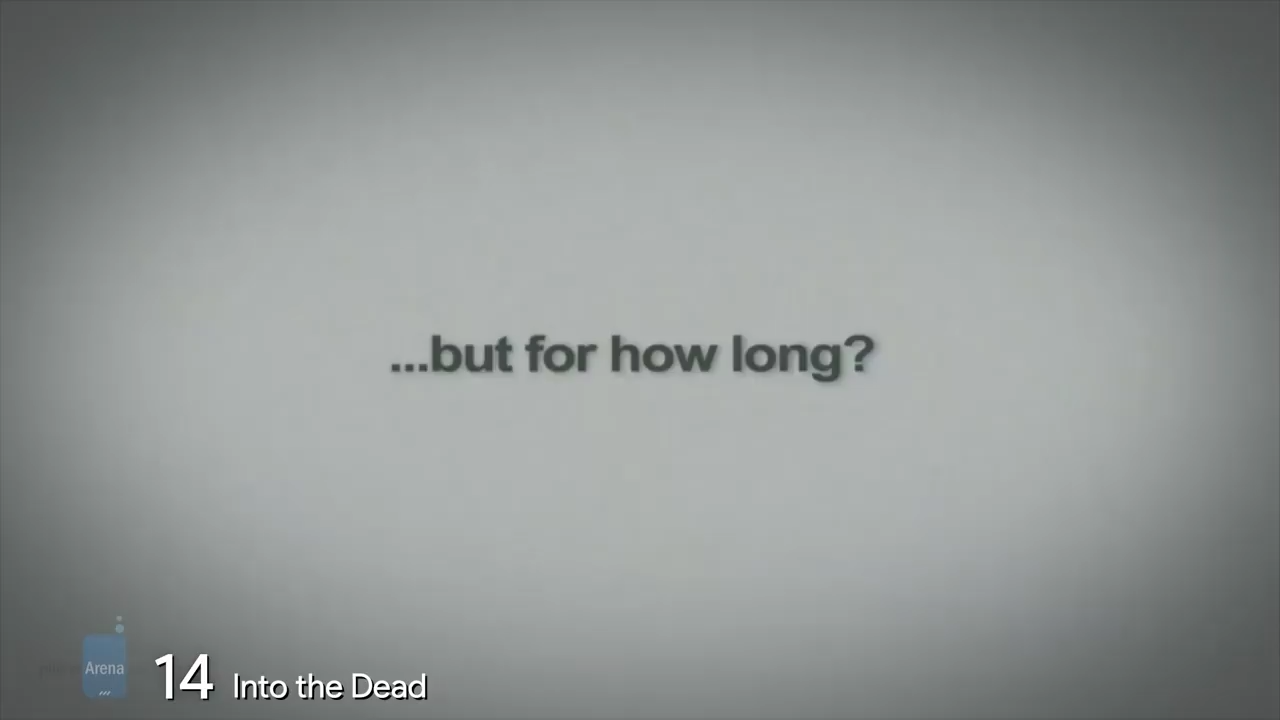 ...but for how long?
Arena
14 Into the Dead